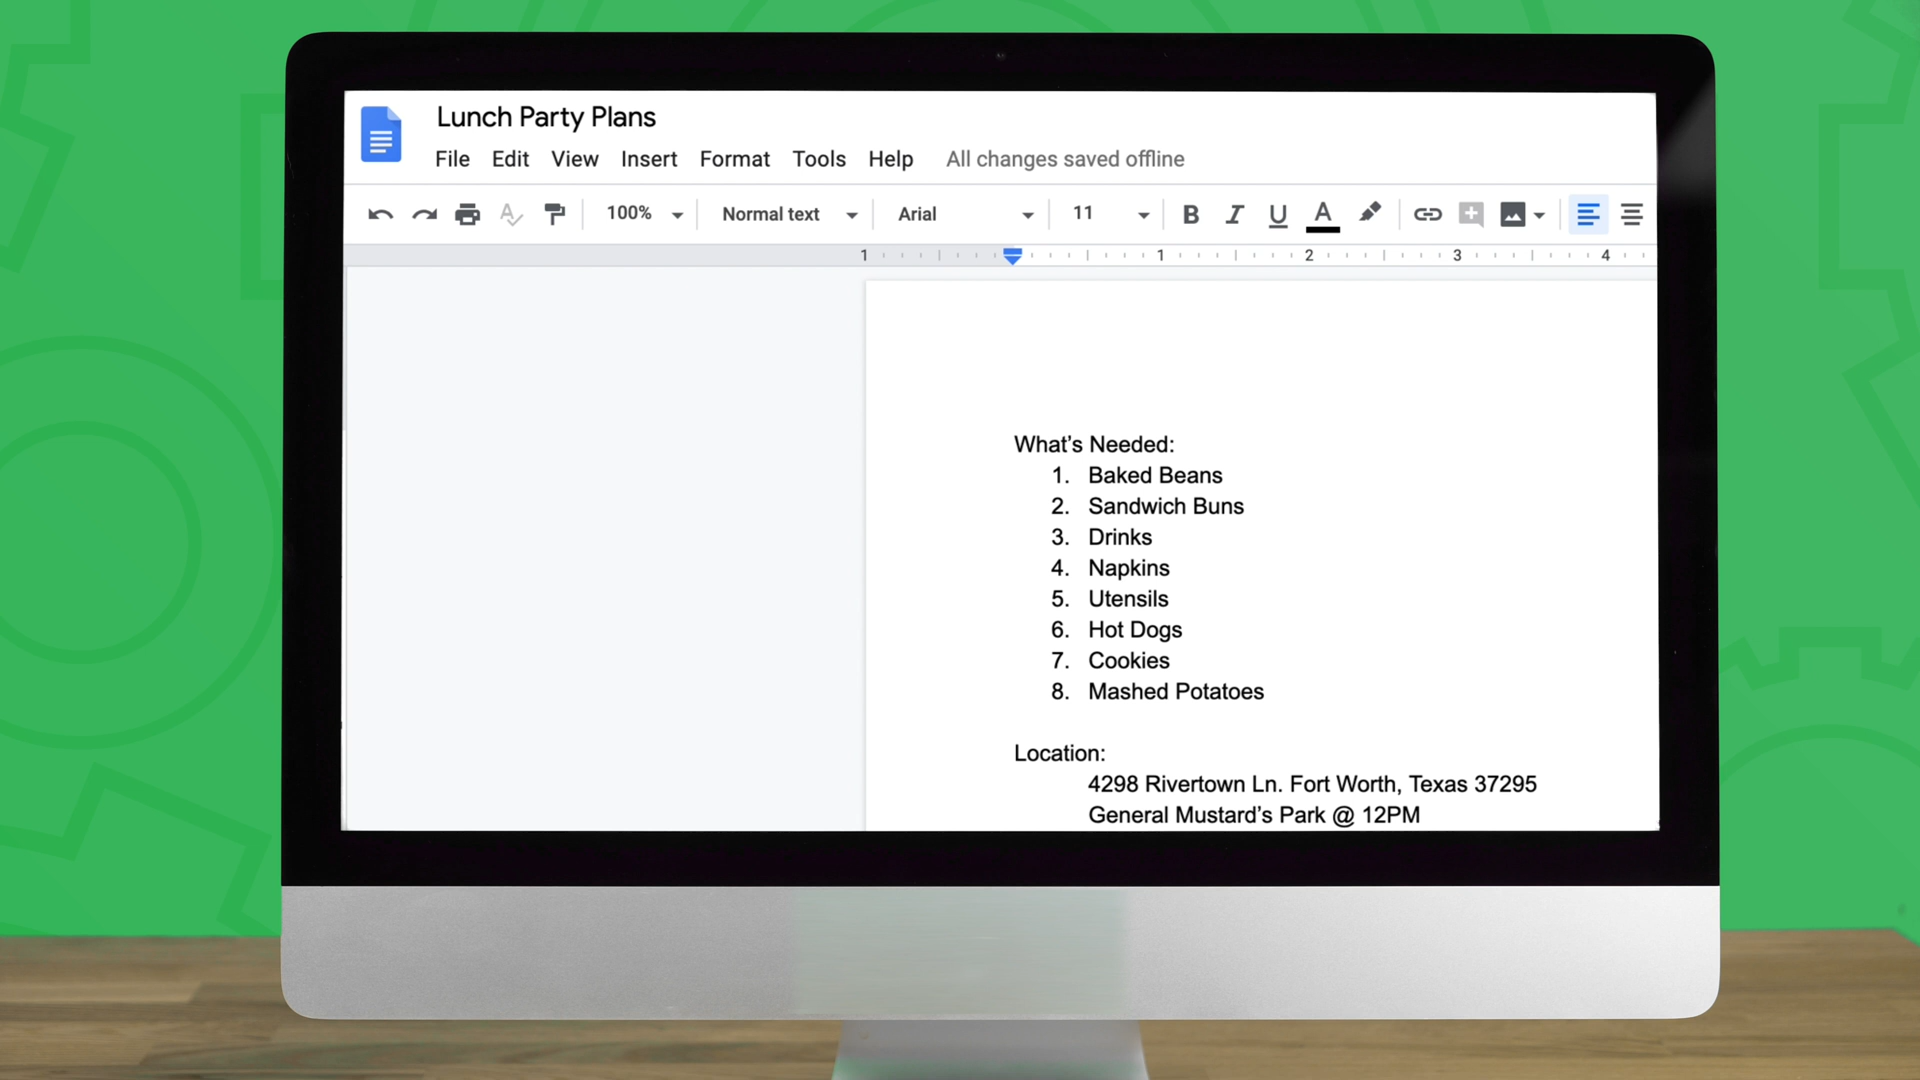 Lunch Party Plans
File Edit View Insert Format Tools Help All changes saved offline
100% Normal text Arial 11 B I U A
1 1 2 3 4
What's Needed:
1. Baked Beans
2. Sandwich Buns
3. Drinks
4. Napkins
5. Utensils
6. Hot Dogs
7. Cookies
8. Mashed Potatoes
Location:
4298 Rivertown Ln. Fort Worth, Texas 37295
General Mustard's Park @ 12PM